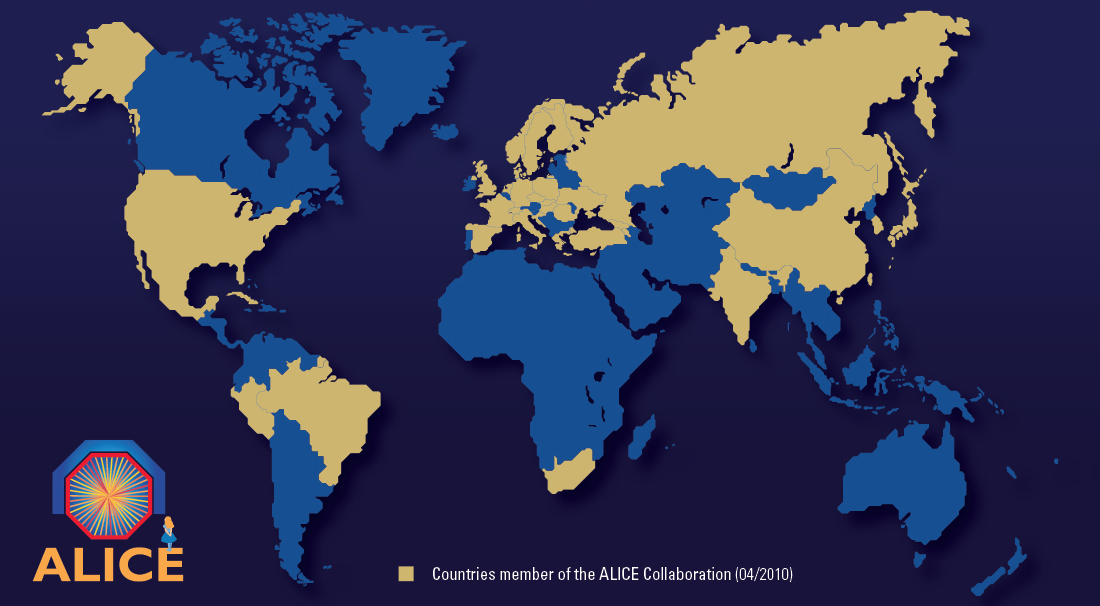 ALICE
Countries member of the ALICE Collaboration (04/2010)